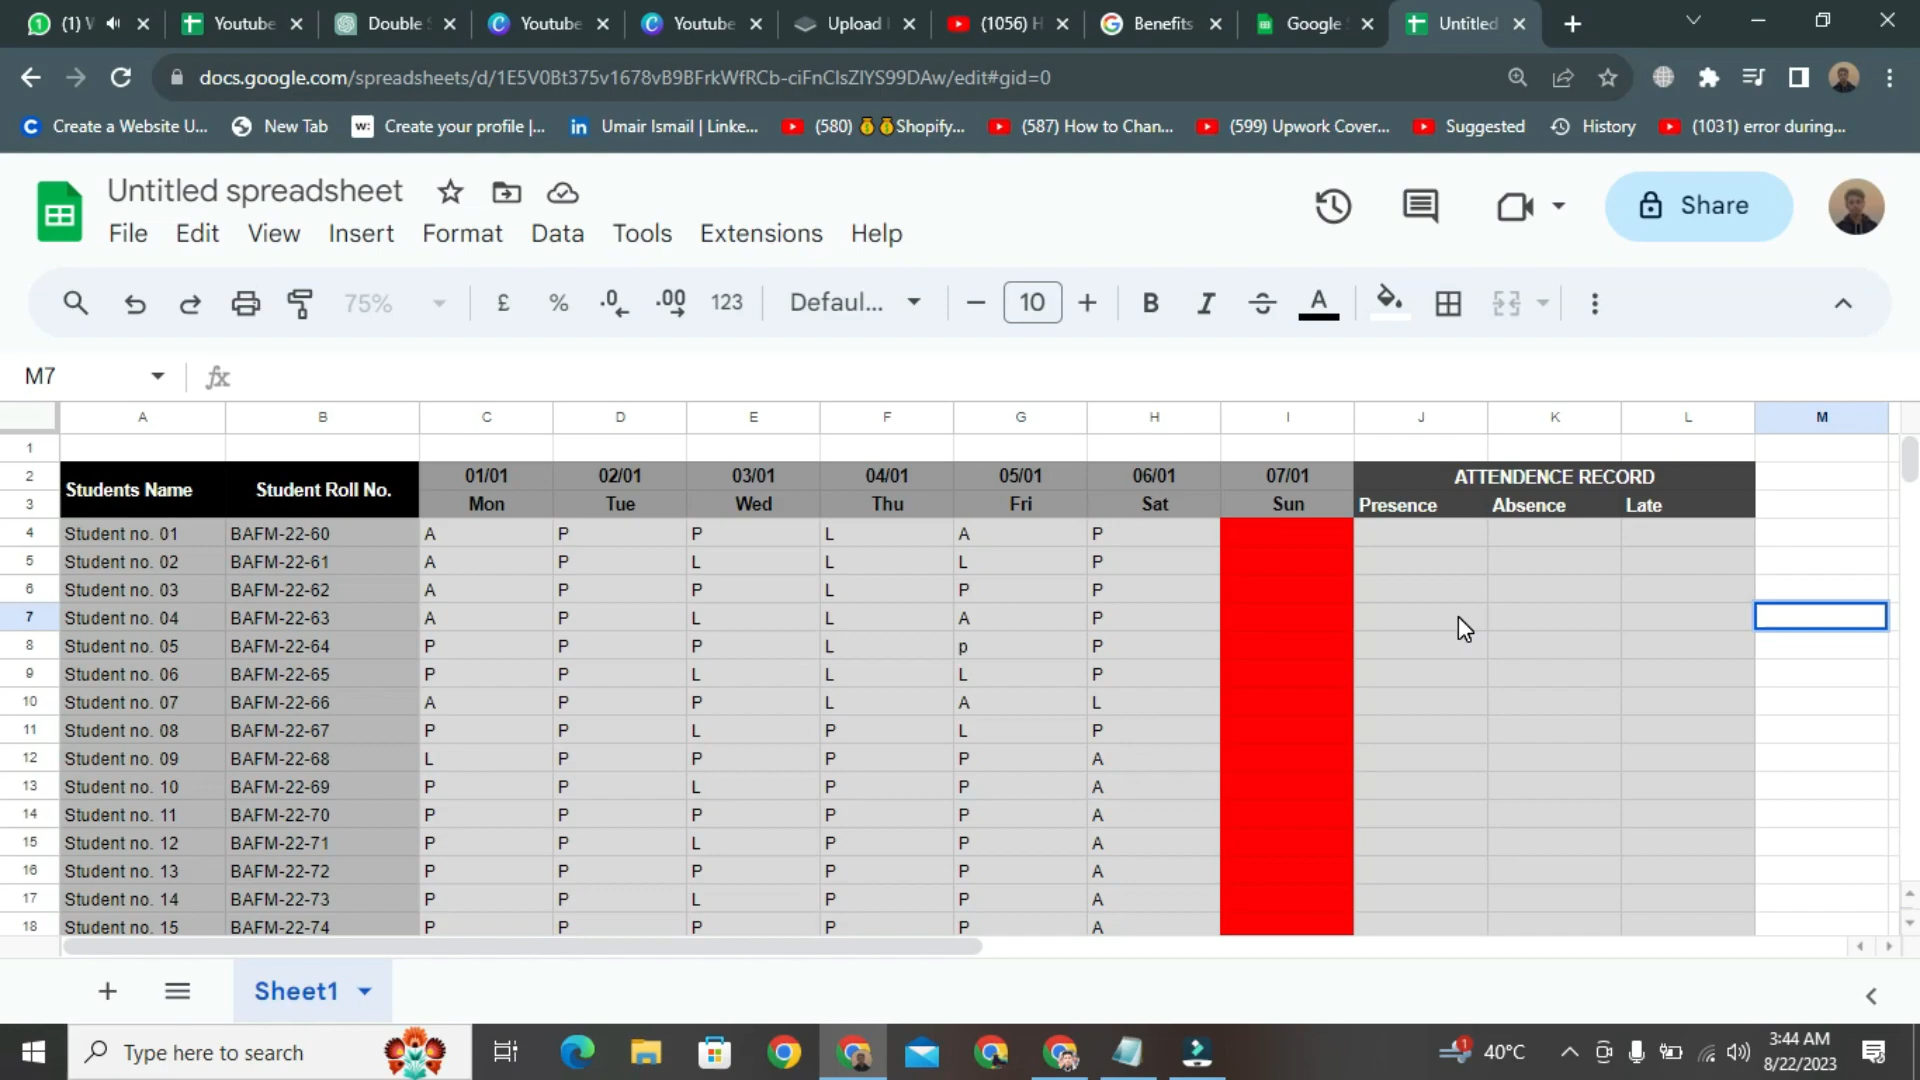 (1) V
Youtube
Double S
Youtube
Youtube
Upload
(1056) H
Benefits
Google S
Untitled
docs.google.com/spreadsheets/d/1E5V0Bt375v1678vB9BFrkWfRCb-ciFnClsZlYS99DAw/edit#gid=0
Create a Website U...
New Tab
Create your profile |...
Umair Ismail | Linke...
(580) 💰💰Shopify...
(587) How to Chan...
(599) Upwork Cover...
Suggested
History
(1031) error during...
Untitled spreadsheet
Share
File Edit View Insert Format Data Tools Extensions Help
75% £ % .0 .00 123 Defaul... 10 B I A
M7 fx
A B C D E F G H I J K L M
1
2 Students Name Student Roll No. 01/01 02/01 03/01 04/01 05/01 06/01 07/01 ATTENDENCE RECORD
3 Mon Tue Wed Thu Fri Sat Sun Presence Absence Late
4 Student no. 01 BAFM-22-60 A P P L A P
5 Student no. 02 BAFM-22-61 A P L L L P
6 Student no. 03 BAFM-22-62 A P P L P P
7 Student no. 04 BAFM-22-63 A P L L A P
8 Student no. 05 BAFM-22-64 P P P L p P
9 Student no. 06 BAFM-22-65 P P L L L P
10 Student no. 07 BAFM-22-66 A P P L A L
11 Student no. 08 BAFM-22-67 P P L P L P
12 Student no. 09 BAFM-22-68 L P P P P A
13 Student no. 10 BAFM-22-69 P P L P P A
14 Student no. 11 BAFM-22-70 P P P P P A
15 Student no. 12 BAFM-22-71 P P L P P A
16 Student no. 13 BAFM-22-72 P P P P P A
17 Student no. 14 BAFM-22-73 P P L P P A
18 Student no. 15 BAFM-22-74 P P P P P A
Sheet1
Type here to search
1
40°C
3:44 AM
8/22/2023